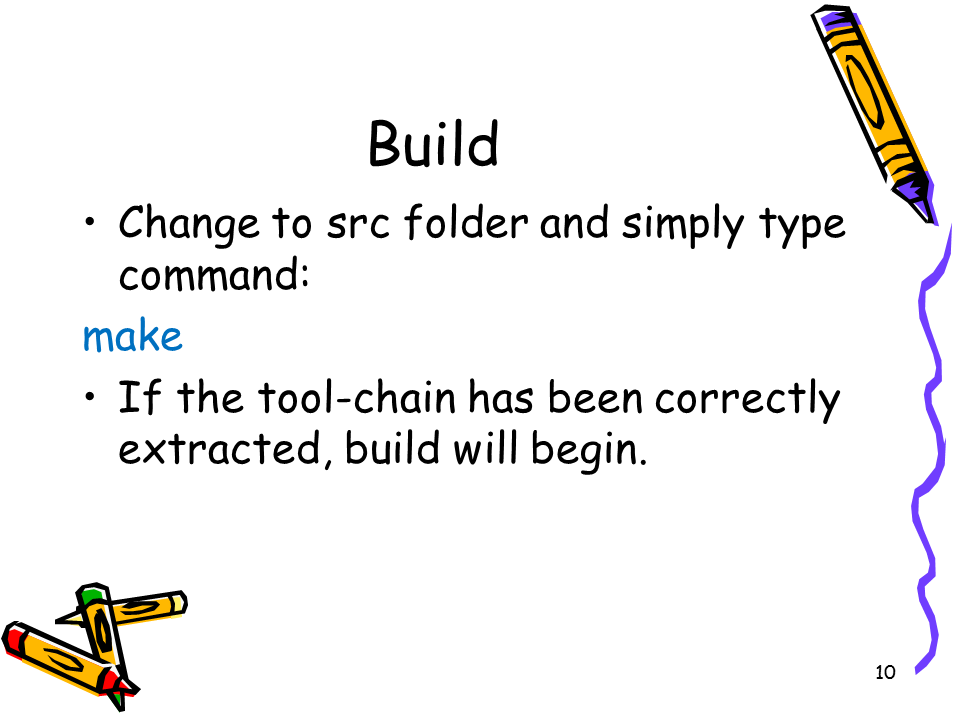 Build
• Change to src folder and simply type
command:
make
• If the tool-chain has been correctly
extracted, build will begin.
10